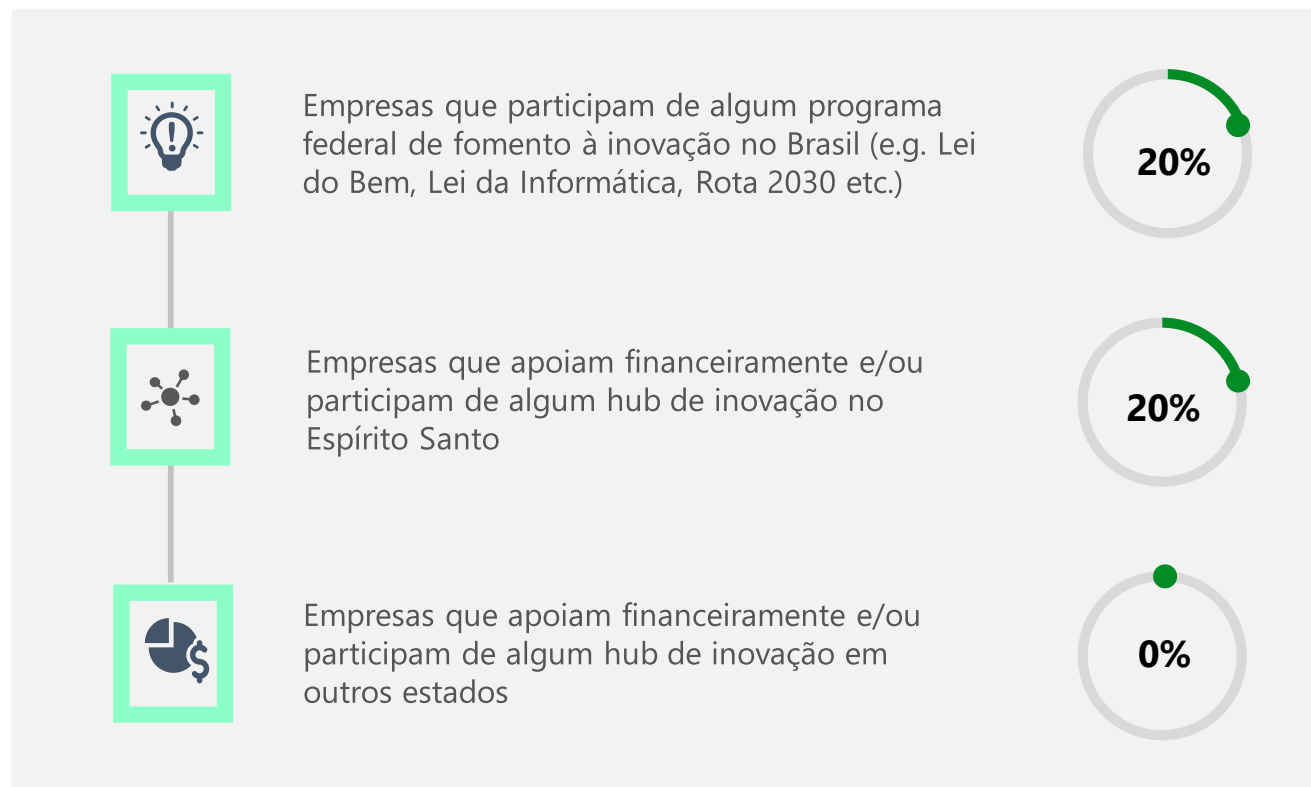 Empresas que participam de algum programa
federal de fomento à inovação no Brasil (e.g. Lei
do Bem, Lei da Informática, Rota 2030 etc.)
20%
Empresas que apoiam financeiramente e/ou
participam de algum hub de inovação no
Espírito Santo
20%
Empresas que apoiam financeiramente e/ou
participam de algum hub de inovação em
outros estados
0%